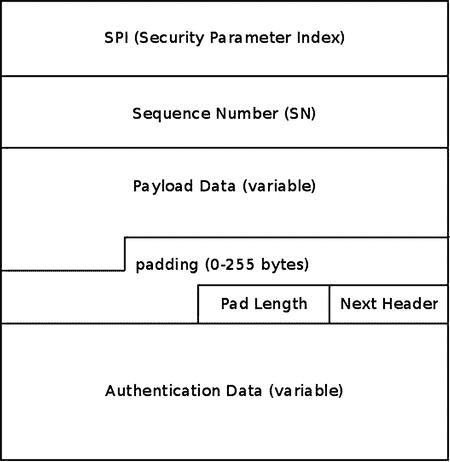 SPI (Security Parameter Index)
Sequence Number (SN)
Payload Data (variable)
padding (0-255 bytes)
Pad Length Next Header
Authentication Data (variable)